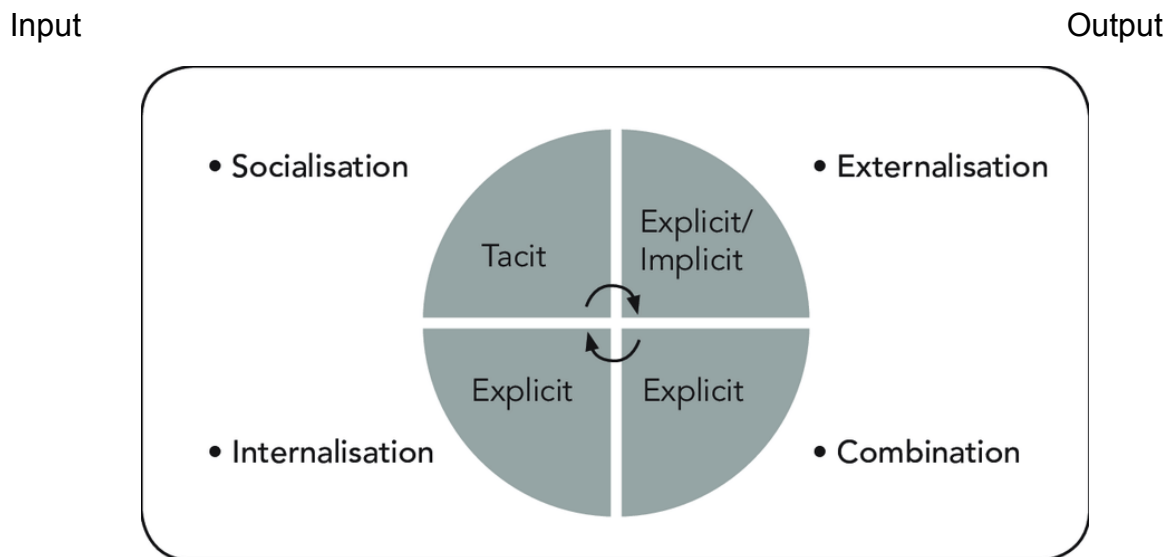 Input
Output
• Socialisation
• Externalisation
Tacit
Explicit/
Implicit
Explicit
Explicit
• Internalisation
• Combination